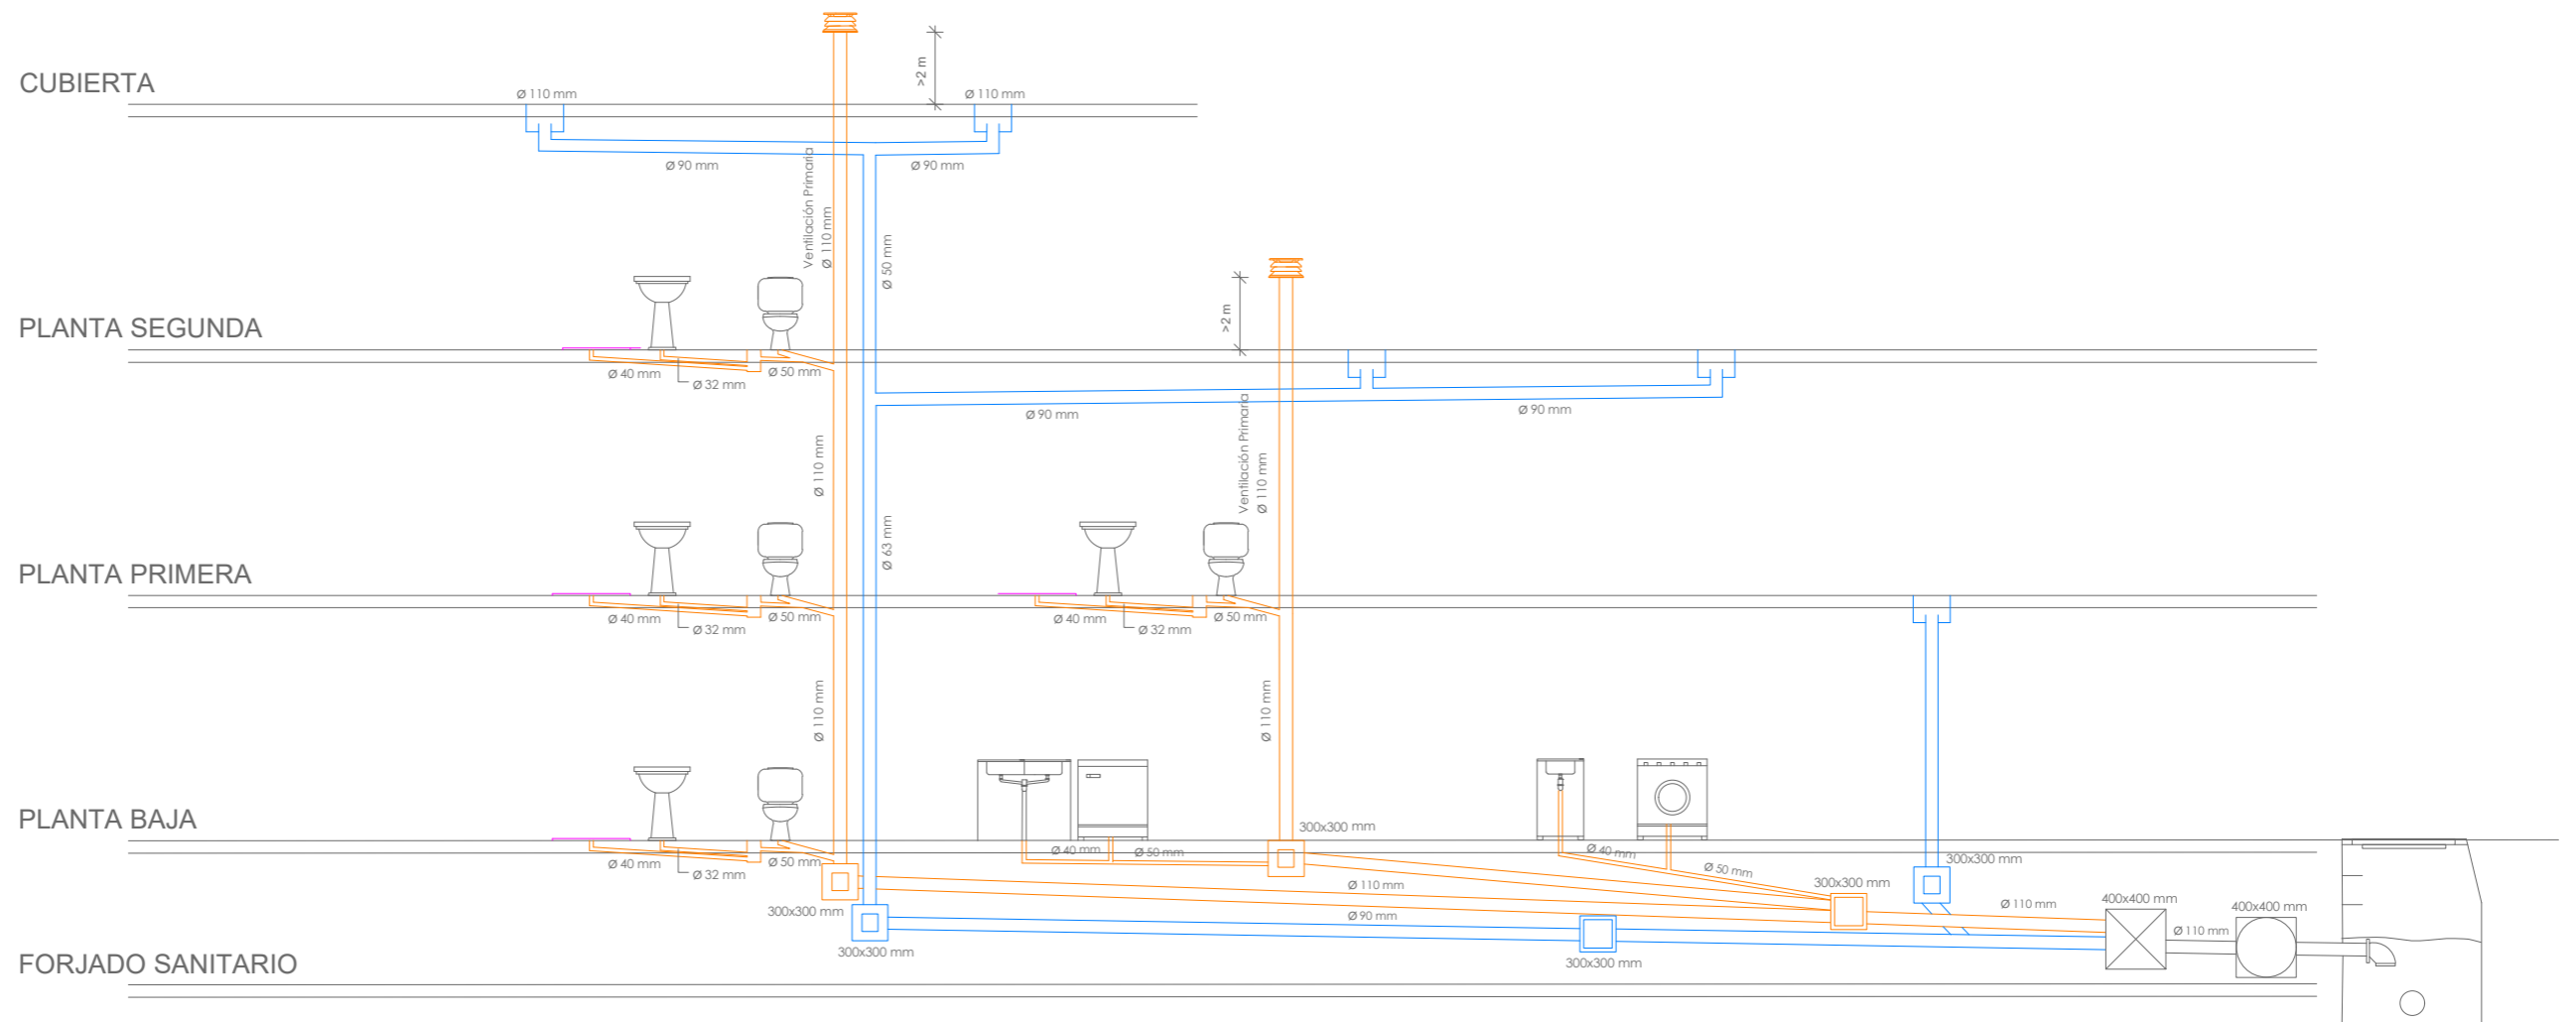 CUBIERTA
>2 m
Ø 110 mm
Ø 110 mm
Ø 90 mm
Ø 90 mm
Ventilación Primaria
Ø 110 mm
Ø 50 mm
PLANTA SEGUNDA
>2 m
Ø 40 mm
Ø 32 mm
Ø 50 mm
Ø 90 mm
Ø 90 mm
Ventilación Primaria
Ø 110 mm
Ø 110 mm
Ø 63 mm
PLANTA PRIMERA
Ø 40 mm
Ø 32 mm
Ø 50 mm
Ø 40 mm
Ø 32 mm
Ø 50 mm
Ø 110 mm
Ø 110 mm
PLANTA BAJA
300x300 mm
Ø 40 mm
Ø 32 mm
Ø 50 mm
Ø 40 mm
Ø 50 mm
Ø 40 mm
Ø 50 mm
300x300 mm
300x300 mm
Ø 110 mm
300x300 mm
Ø 90 mm
Ø 110 mm
400x400 mm
400x400 mm
Ø 110 mm
300x300 mm
300x300 mm
FORJADO SANITARIO